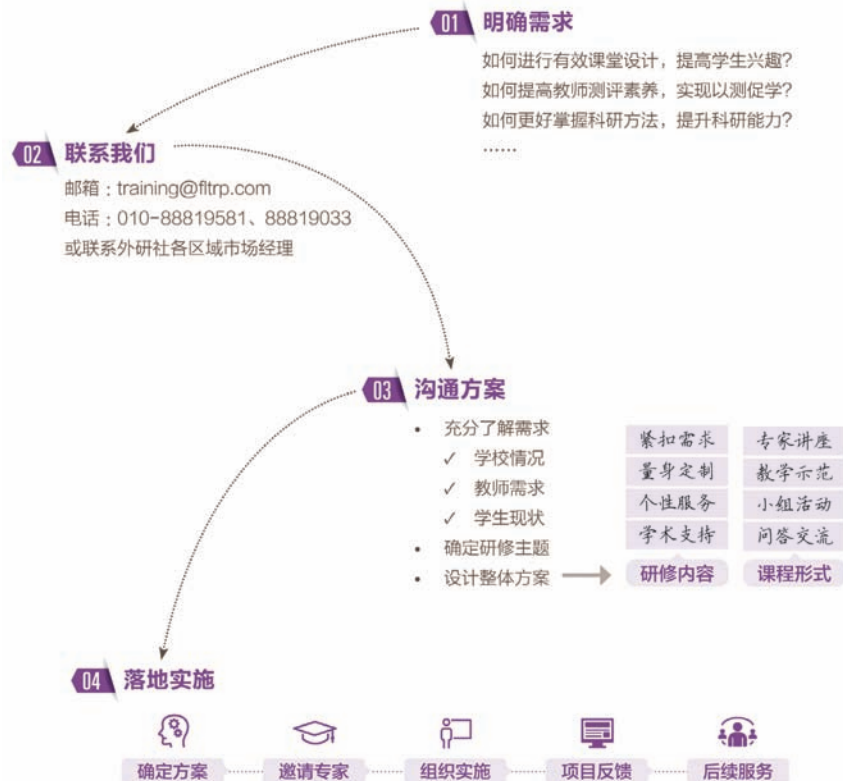 01 明确需求
如何进行有效课堂设计，提高学生兴趣？
如何提高教师测评素养，实现以测促学？
如何更好掌握科研方法，提升科研能力？
……
02 联系我们
邮箱：training@fltrp.com
电话：010-88819581、88819033
或联系外研社各区域市场经理
03 沟通方案
• 充分了解需求
✓ 学校情况
✓ 教师需求
✓ 学生现状
• 确定研修主题
• 设计整体方案
紧扣需求
量身定制
个性服务
学术支持
研修内容
专家讲座
教学示范
小组活动
问答交流
课程形式
04 落地实施
确定方案
邀请专家
组织实施
项目反馈
后续服务